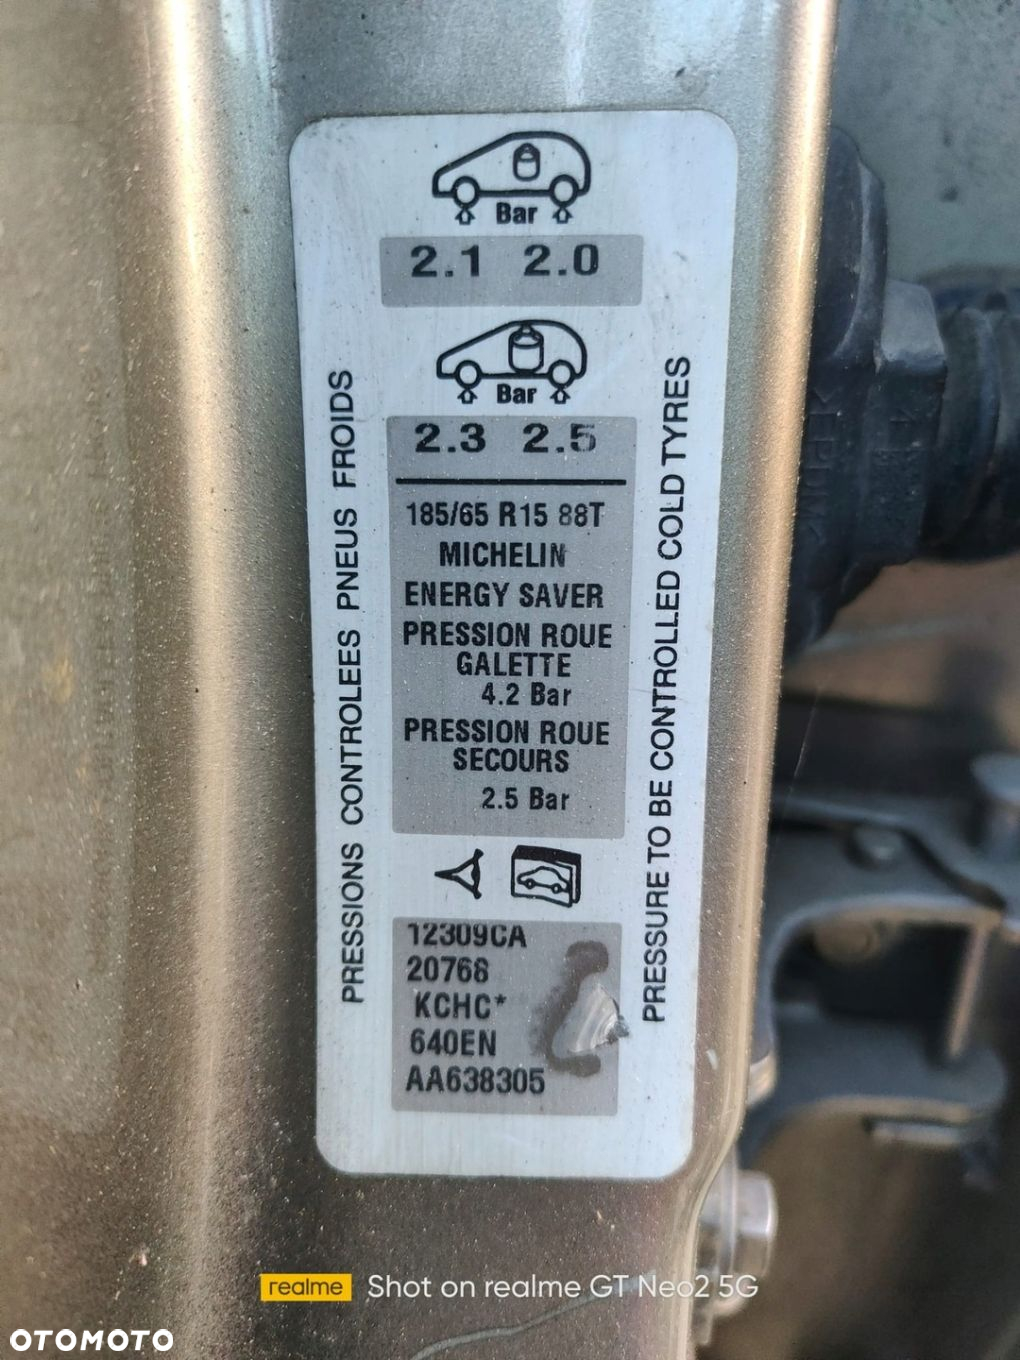 Bar
2.1 2.0
Bar
2.3 2.5
185/65 R15 88T
MICHELIN
ENERGY SAVER
PRESSION ROUE
GALETTE
4.2 Bar
PRESSION ROUE
SECOURS
2.5 Bar
12309CA
20768
KCHC*
640EN
AA638305
PRESSIONS CONTROLEES PNEUS FROIDS
PRESSURE TO BE CONTROLLED COLD TYRES
realme Shot on realme GT Neo2 5G
OTOMOTO